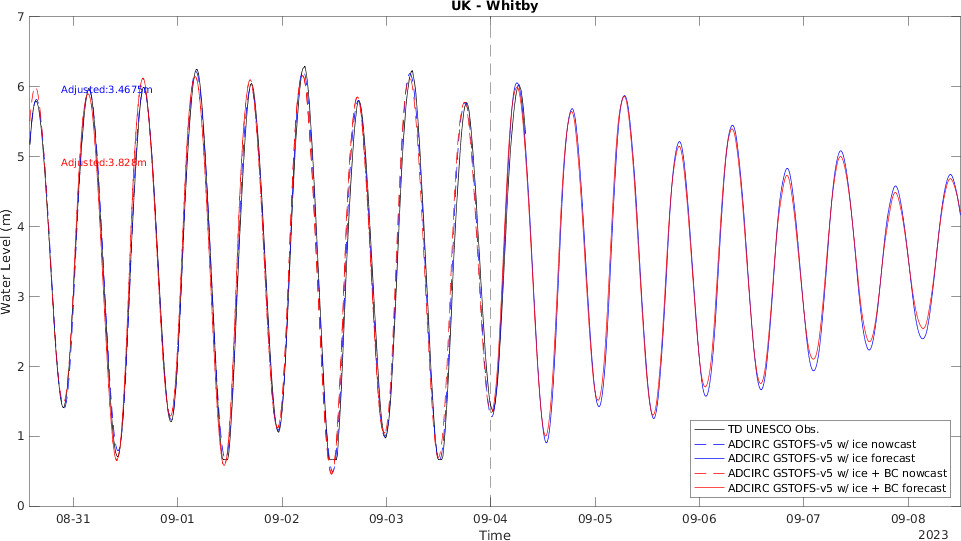 UK - Whitby
7
6
5
4
3
2
1
0
Water Level (m)
Adjusted:3.4675m
Adjusted:3.828m
08-31
09-01
09-02
09-03
09-04
09-05
09-06
09-07
09-08
Time
2023
TD UNESCO Obs.
ADCIRC GSTOFS-v5 w/ ice nowcast
ADCIRC GSTOFS-v5 w/ ice forecast
ADCIRC GSTOFS-v5 w/ ice + BC nowcast
ADCIRC GSTOFS-v5 w/ ice + BC forecast